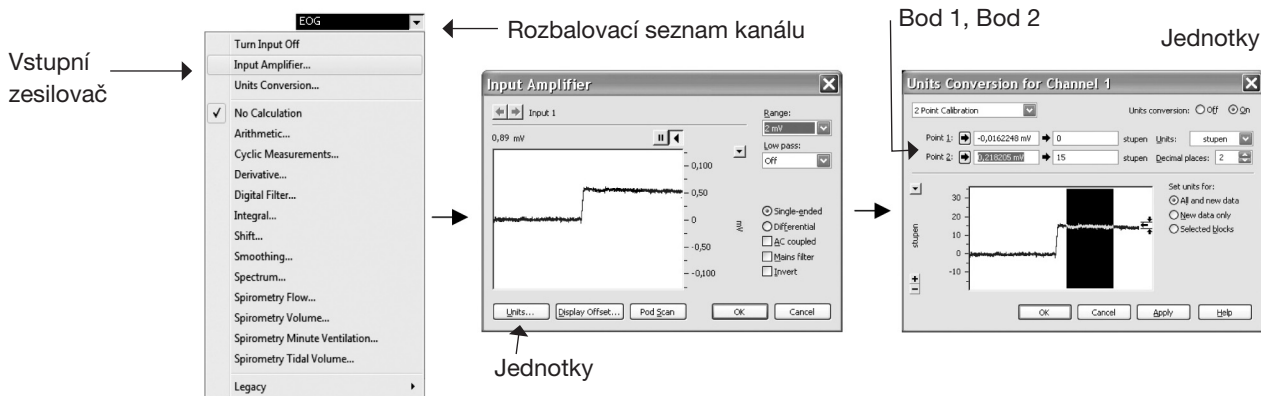 EOG
Rozbalovací seznam kanálu
Vstupní
zesilovač
Turn Input Off
Input Amplifier...
Units Conversion...
No Calculation
Arithmetic...
Cyclic Measurements...
Derivative...
Digital Filter...
Integral...
Shift...
Smoothing...
Spectrum...
Spirometry Flow...
Spirometry Volume...
Spirometry Minute Ventilation...
Spirometry Tidal Volume...
Legacy
Input Amplifier
Input 1
Range:
2 mV
0,89 mV
Low pass:
Off
0,100
0,50
0
-0,50
-0,100
mV
Single-ended
Differential
AC coupled
Mains filter
Invert
Units...
Display Offset...
Pod Scan
OK
Cancel
Jednotky
Bod 1, Bod 2
Jednotky
Units Conversion for Channel 1
2 Point Calibration
Units conversion: Off On
Point 1: -0,0162248 mV 0 stupen Units: stupen
Point 2: 0,218205 mV 15 stupen Decimal places: 2
30
20
10
0
-10
stupen
Set units for:
All and new data
New data only
Selected blocks
OK
Cancel
Apply
Help